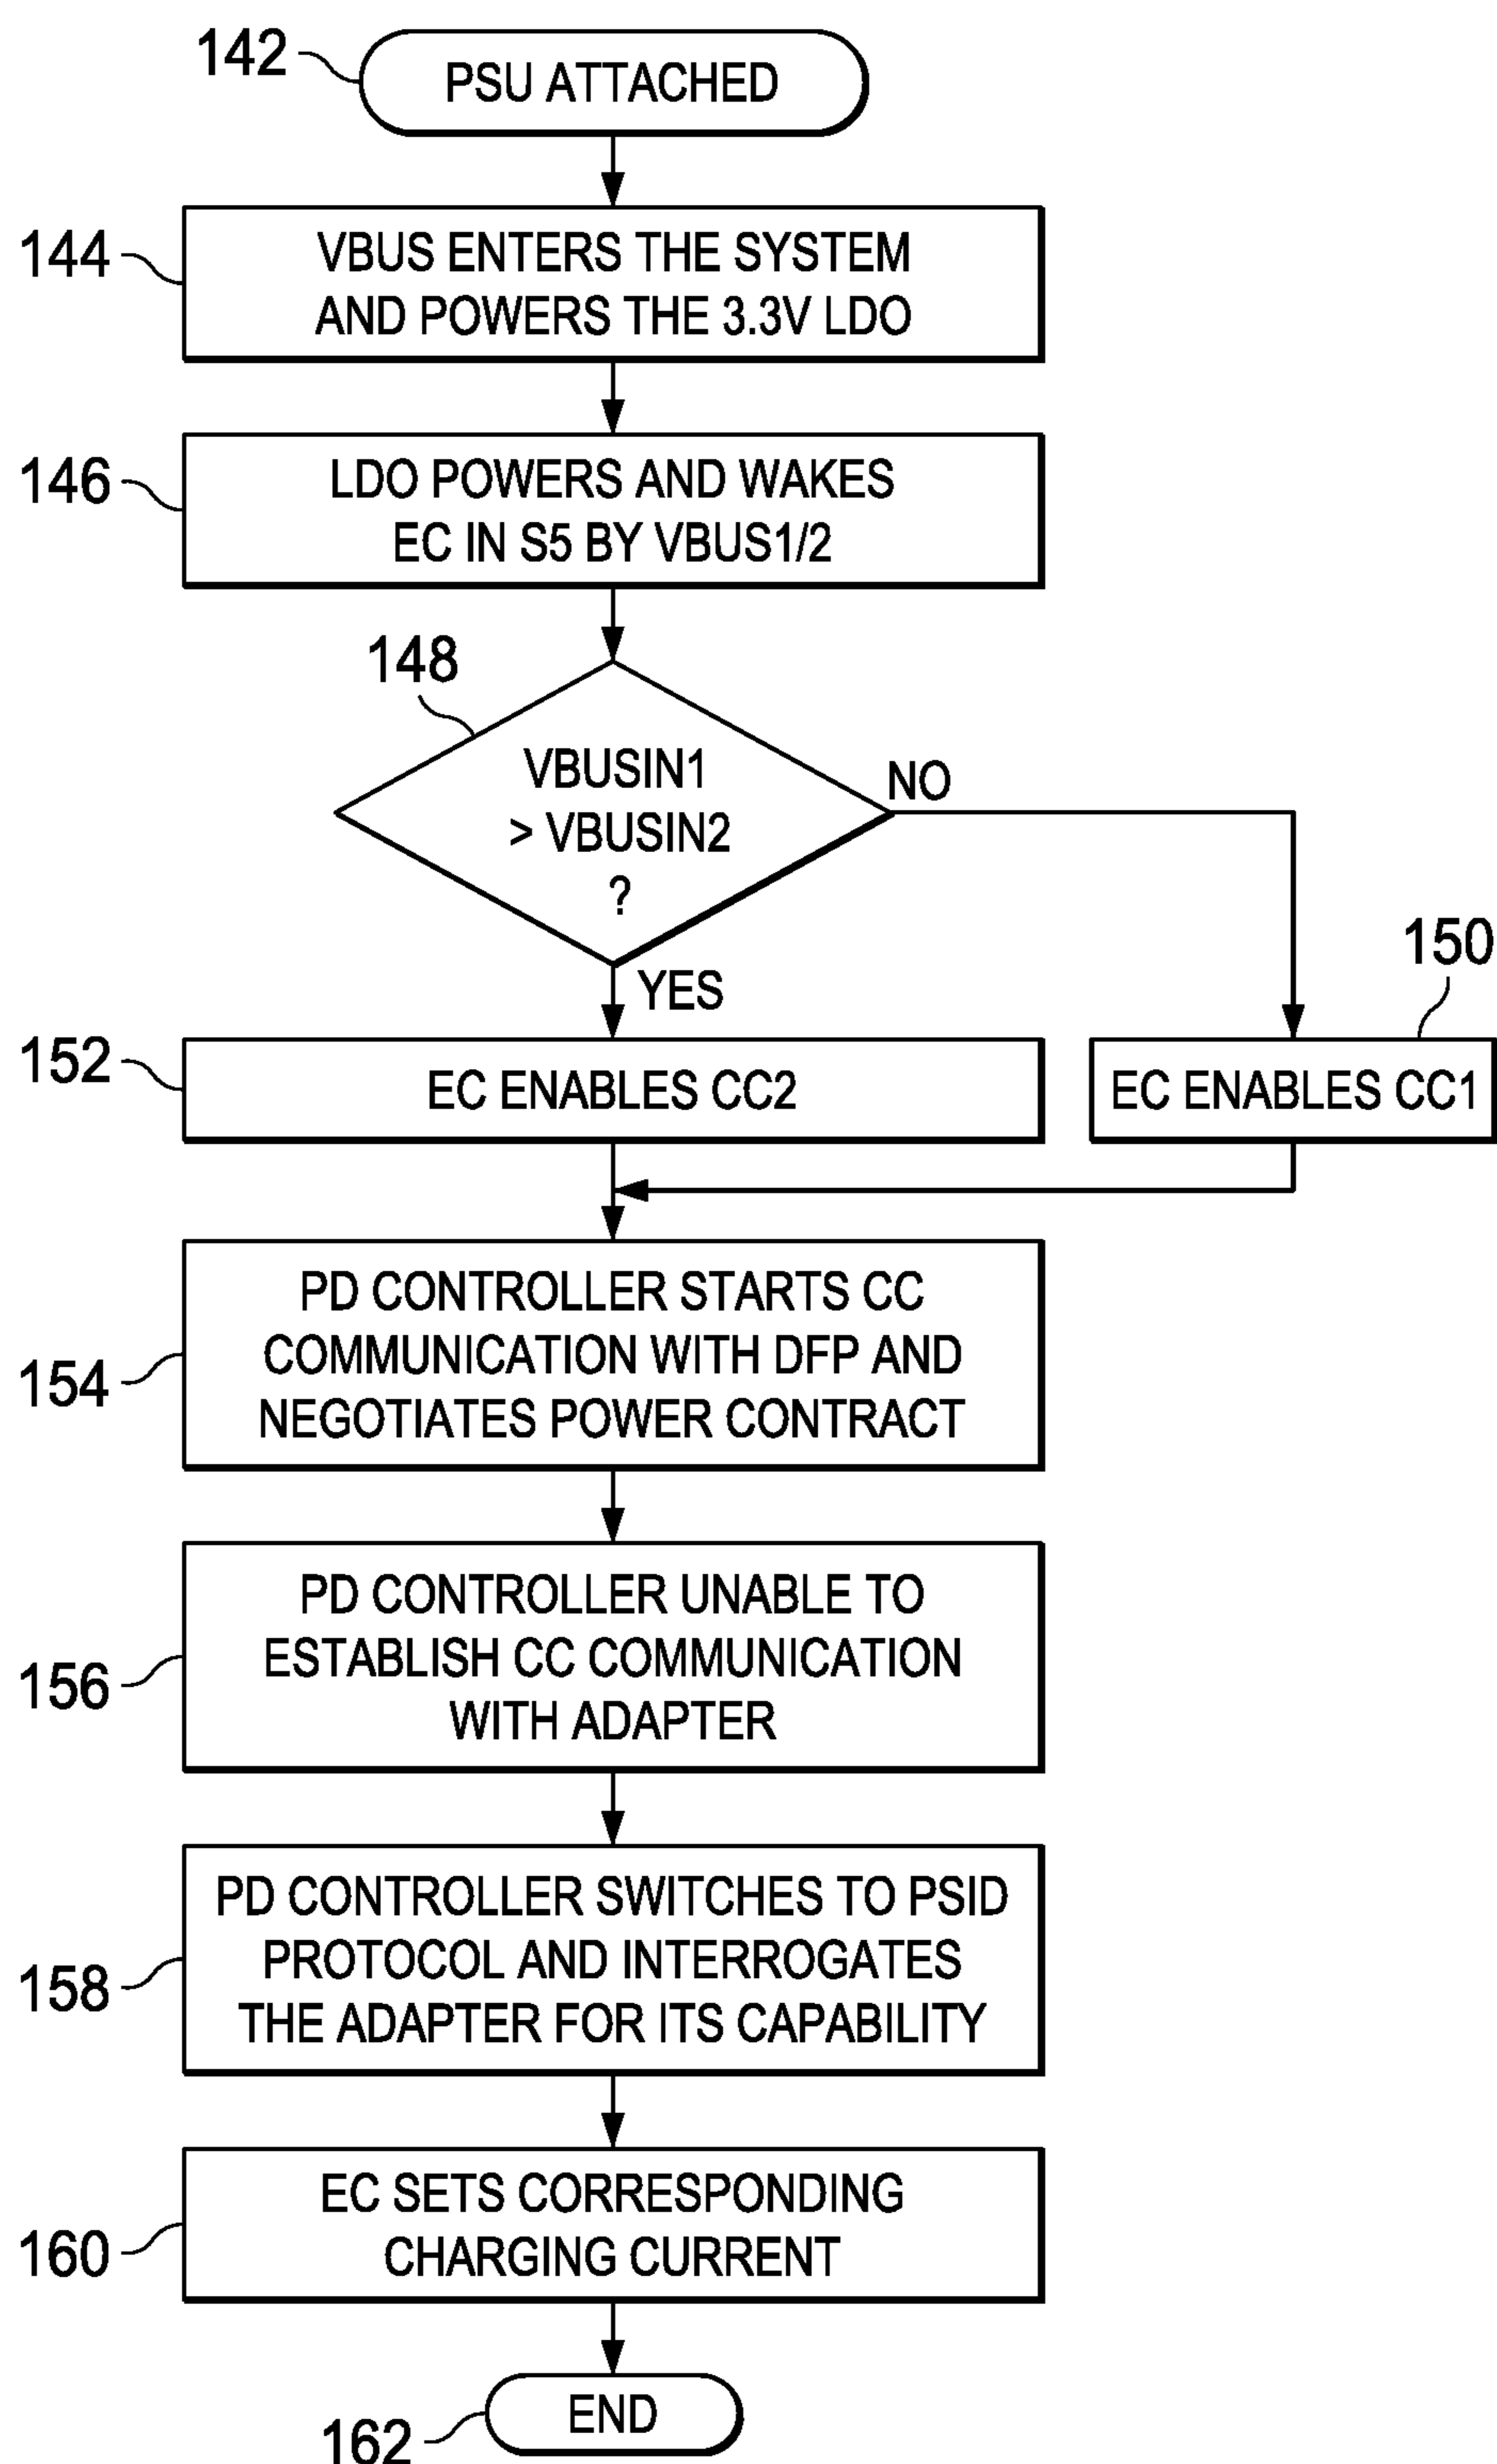 142
PSU ATTACHED
144
VBUS ENTERS THE SYSTEM
AND POWERS THE 3.3V LDO
146
LDO POWERS AND WAKES
EC IN S5 BY VBUS1/2
148
VBUSIN1
> VBUSIN2
?
NO
YES
150
152
EC ENABLES CC2
EC ENABLES CC1
154
PD CONTROLLER STARTS CC
COMMUNICATION WITH DFP AND
NEGOTIATES POWER CONTRACT
156
PD CONTROLLER UNABLE TO
ESTABLISH CC COMMUNICATION
WITH ADAPTER
158
PD CONTROLLER SWITCHES TO PSID
PROTOCOL AND INTERROGATES
THE ADAPTER FOR ITS CAPABILITY
160
EC SETS CORRESPONDING
CHARGING CURRENT
162
END